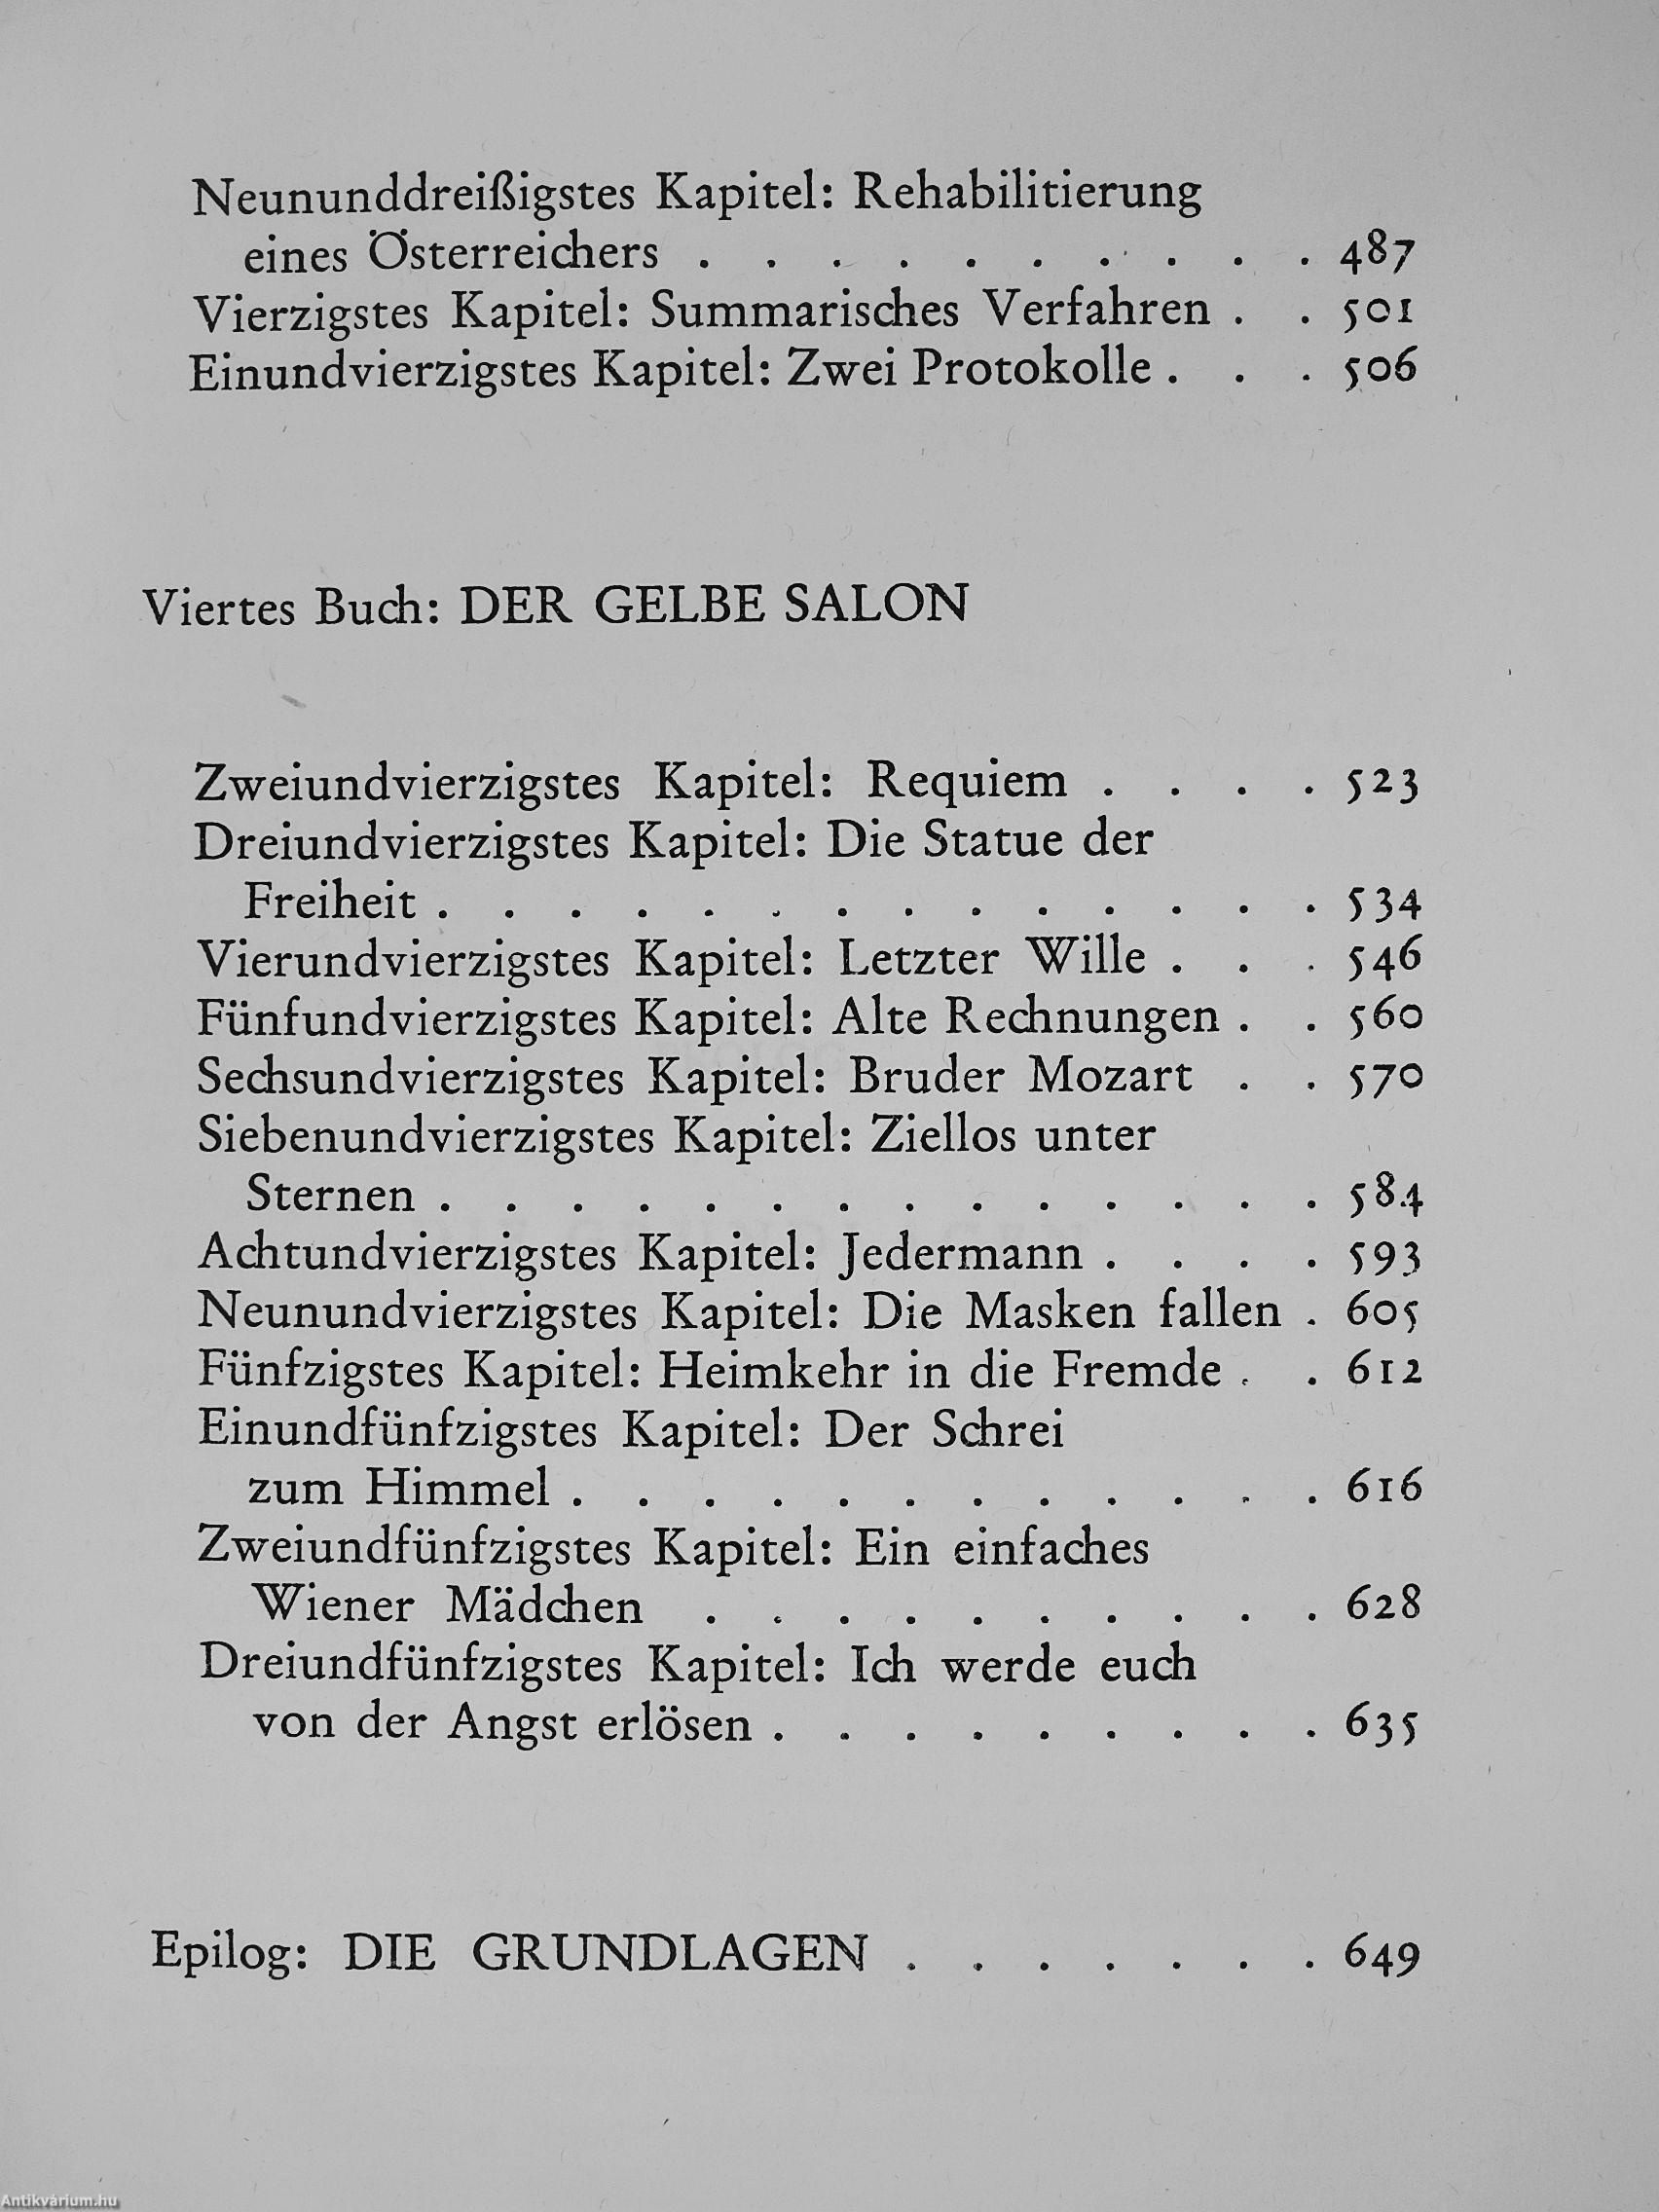 Neununddreißigstes Kapitel: Rehabilitierung
eines Österreichers . . . . . . . . . . 487
Vierzigstes Kapitel: Summarisches Verfahren . . 501
Einundvierzigstes Kapitel: Zwei Protokolle . . . 506
Viertes Buch: DER GELBE SALON
Zweiundvierzigstes Kapitel: Requiem . . . . 523
Dreiundvierzigstes Kapitel: Die Statue der
Freiheit . . . . . . . . . . . . . . 534
Vierundvierzigstes Kapitel: Letzter Wille . . . 546
Fünfundvierzigstes Kapitel: Alte Rechnungen . . 560
Sechsundvierzigstes Kapitel: Bruder Mozart . . 570
Siebenundvierzigstes Kapitel: Ziellos unter
Sternen . . . . . . . . . . . . . . 584
Achtundvierzigstes Kapitel: Jedermann . . . . 593
Neunundvierzigstes Kapitel: Die Masken fallen . 605
Fünfzigstes Kapitel: Heimkehr in die Fremde . . 612
Einundfünfzigstes Kapitel: Der Schrei
zum Himmel . . . . . . . . . . . . 616
Zweiundfünfzigstes Kapitel: Ein einfaches
Wiener Mädchen . . . . . . . . . . 628
Dreiundfünfzigstes Kapitel: Ich werde euch
von der Angst erlösen . . . . . . . . . 635
Epilog: DIE GRUNDLAGEN . . . . . . . 649
Antikvárium.hu